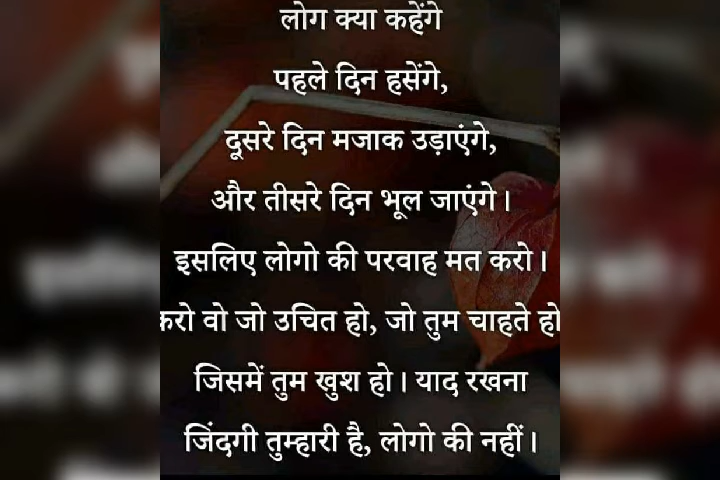 लोग क्या कहेंगे
पहले दिन हसेंगे,
दूसरे दिन मजाक उड़ाएंगे,
और तीसरे दिन भूल जाएंगे।
इसलिए लोगो की परवाह मत करो।
करो वो जो उचित हो, जो तुम चाहते हो
जिसमें तुम खुश हो। याद रखना
जिंदगी तुम्हारी है, लोगो की नहीं।